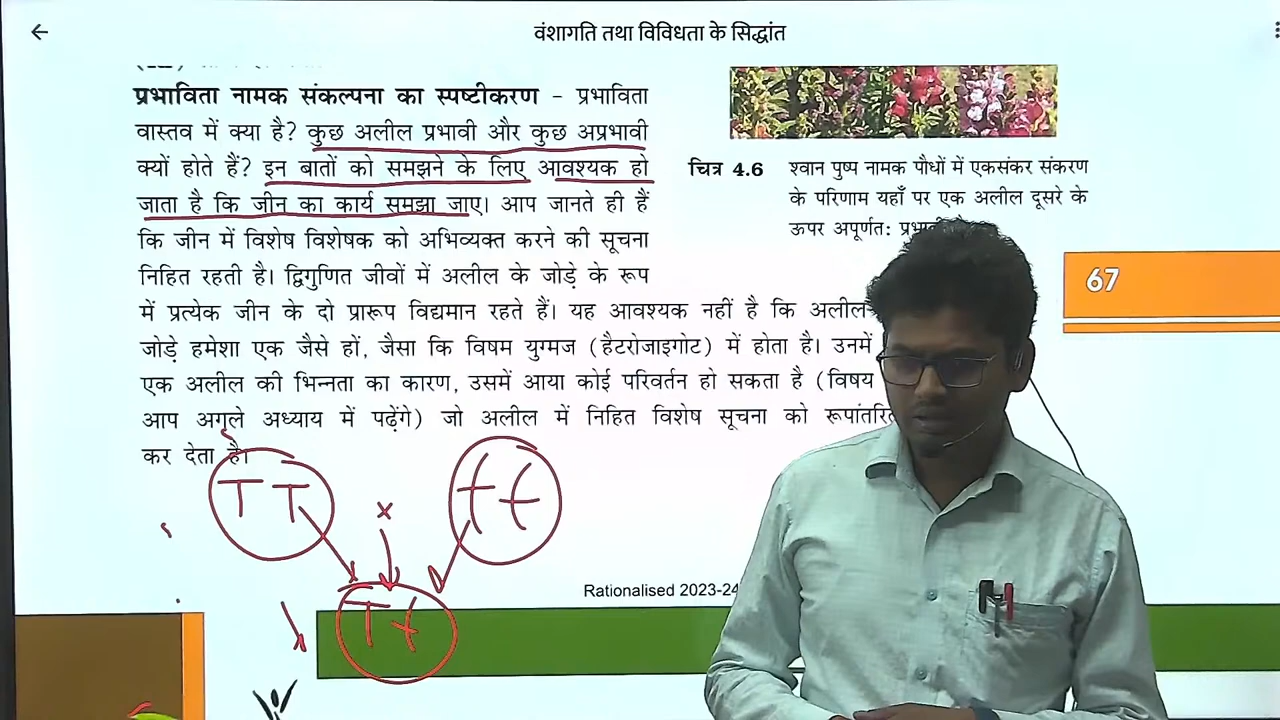 वंशागति तथा विविधता के सिद्धांत
प्रभाविता नामक संकल्पना का स्पष्टीकरण – प्रभाविता
वास्तव में क्या है? कुछ अलील प्रभावी और कुछ अप्रभावी
क्यों होते हैं? इन बातों को समझने के लिए आवश्यक हो
जाता है कि जीन का कार्य समझा जाए। आप जानते ही हैं
कि जीन में विशेष विशेषक को अभिव्यक्त करने की सूचना
निहित रहती है। द्विगुणित जीवों में अलील के जोड़े के रूप
में प्रत्येक जीन के दो प्रारूप विद्यमान रहते हैं। यह आवश्यक नहीं है कि अलील
जोड़े हमेशा एक जैसे हों, जैसा कि विषम युग्मज (हैटरोजाइगोट) में होता है। उनमें
एक अलील की भिन्नता का कारण, उसमें आया कोई परिवर्तन हो सकता है (विषय
आप अगले अध्याय में पढ़ेंगे) जो अलील में निहित विशेष सूचना को
कर देता है।
चित्र 4.6 श्वान पुष्प नामक पौधों में एकसंकर संकरण
के परिणाम यहाँ पर एक अलील दूसरे के
ऊपर अपूर्णत:
67
T T × t t
T t
Rationalised 2023-24